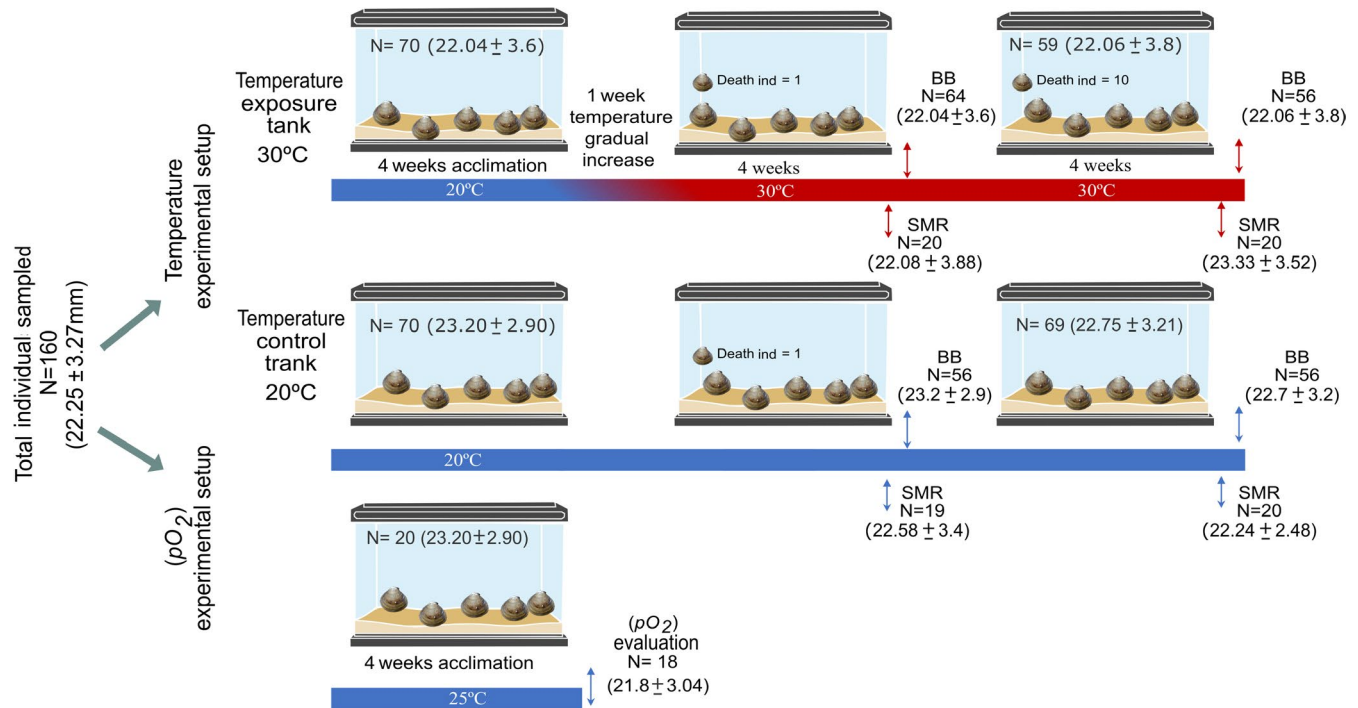 Total individual sampled
N=160
(22.25 ± 3.27mm)
Temperature
experimental setup
(pO2)
experimental setup
Temperature
exposure
tank
30ºC
N= 70 (22.04 ± 3.6)
4 weeks acclimation
20ºC
1 week
temperature
gradual
increase
Death ind = 1
4 weeks
30ºC
BB
N=64
(22.04 ± 3.6)
SMR
N=20
(22.08 ± 3.88)
N= 59 (22.06 ± 3.8)
Death ind = 10
4 weeks
30ºC
BB
N=56
(22.06 ± 3.8)
SMR
N=20
(23.33 ± 3.52)
Temperature
control
trank
20ºC
N= 70 (23.20 ± 2.90)
20ºC
Death ind = 1
BB
N=56
(23.2 ± 2.9)
SMR
N=19
(22.58 ± 3.4)
N= 69 (22.75 ± 3.21)
BB
N=56
(22.7 ± 3.2)
SMR
N=20
(22.24 ± 2.48)
N= 20 (23.20 ± 2.90)
4 weeks acclimation
25ºC
(pO2)
evaluation
N= 18
(21.8 ± 3.04)